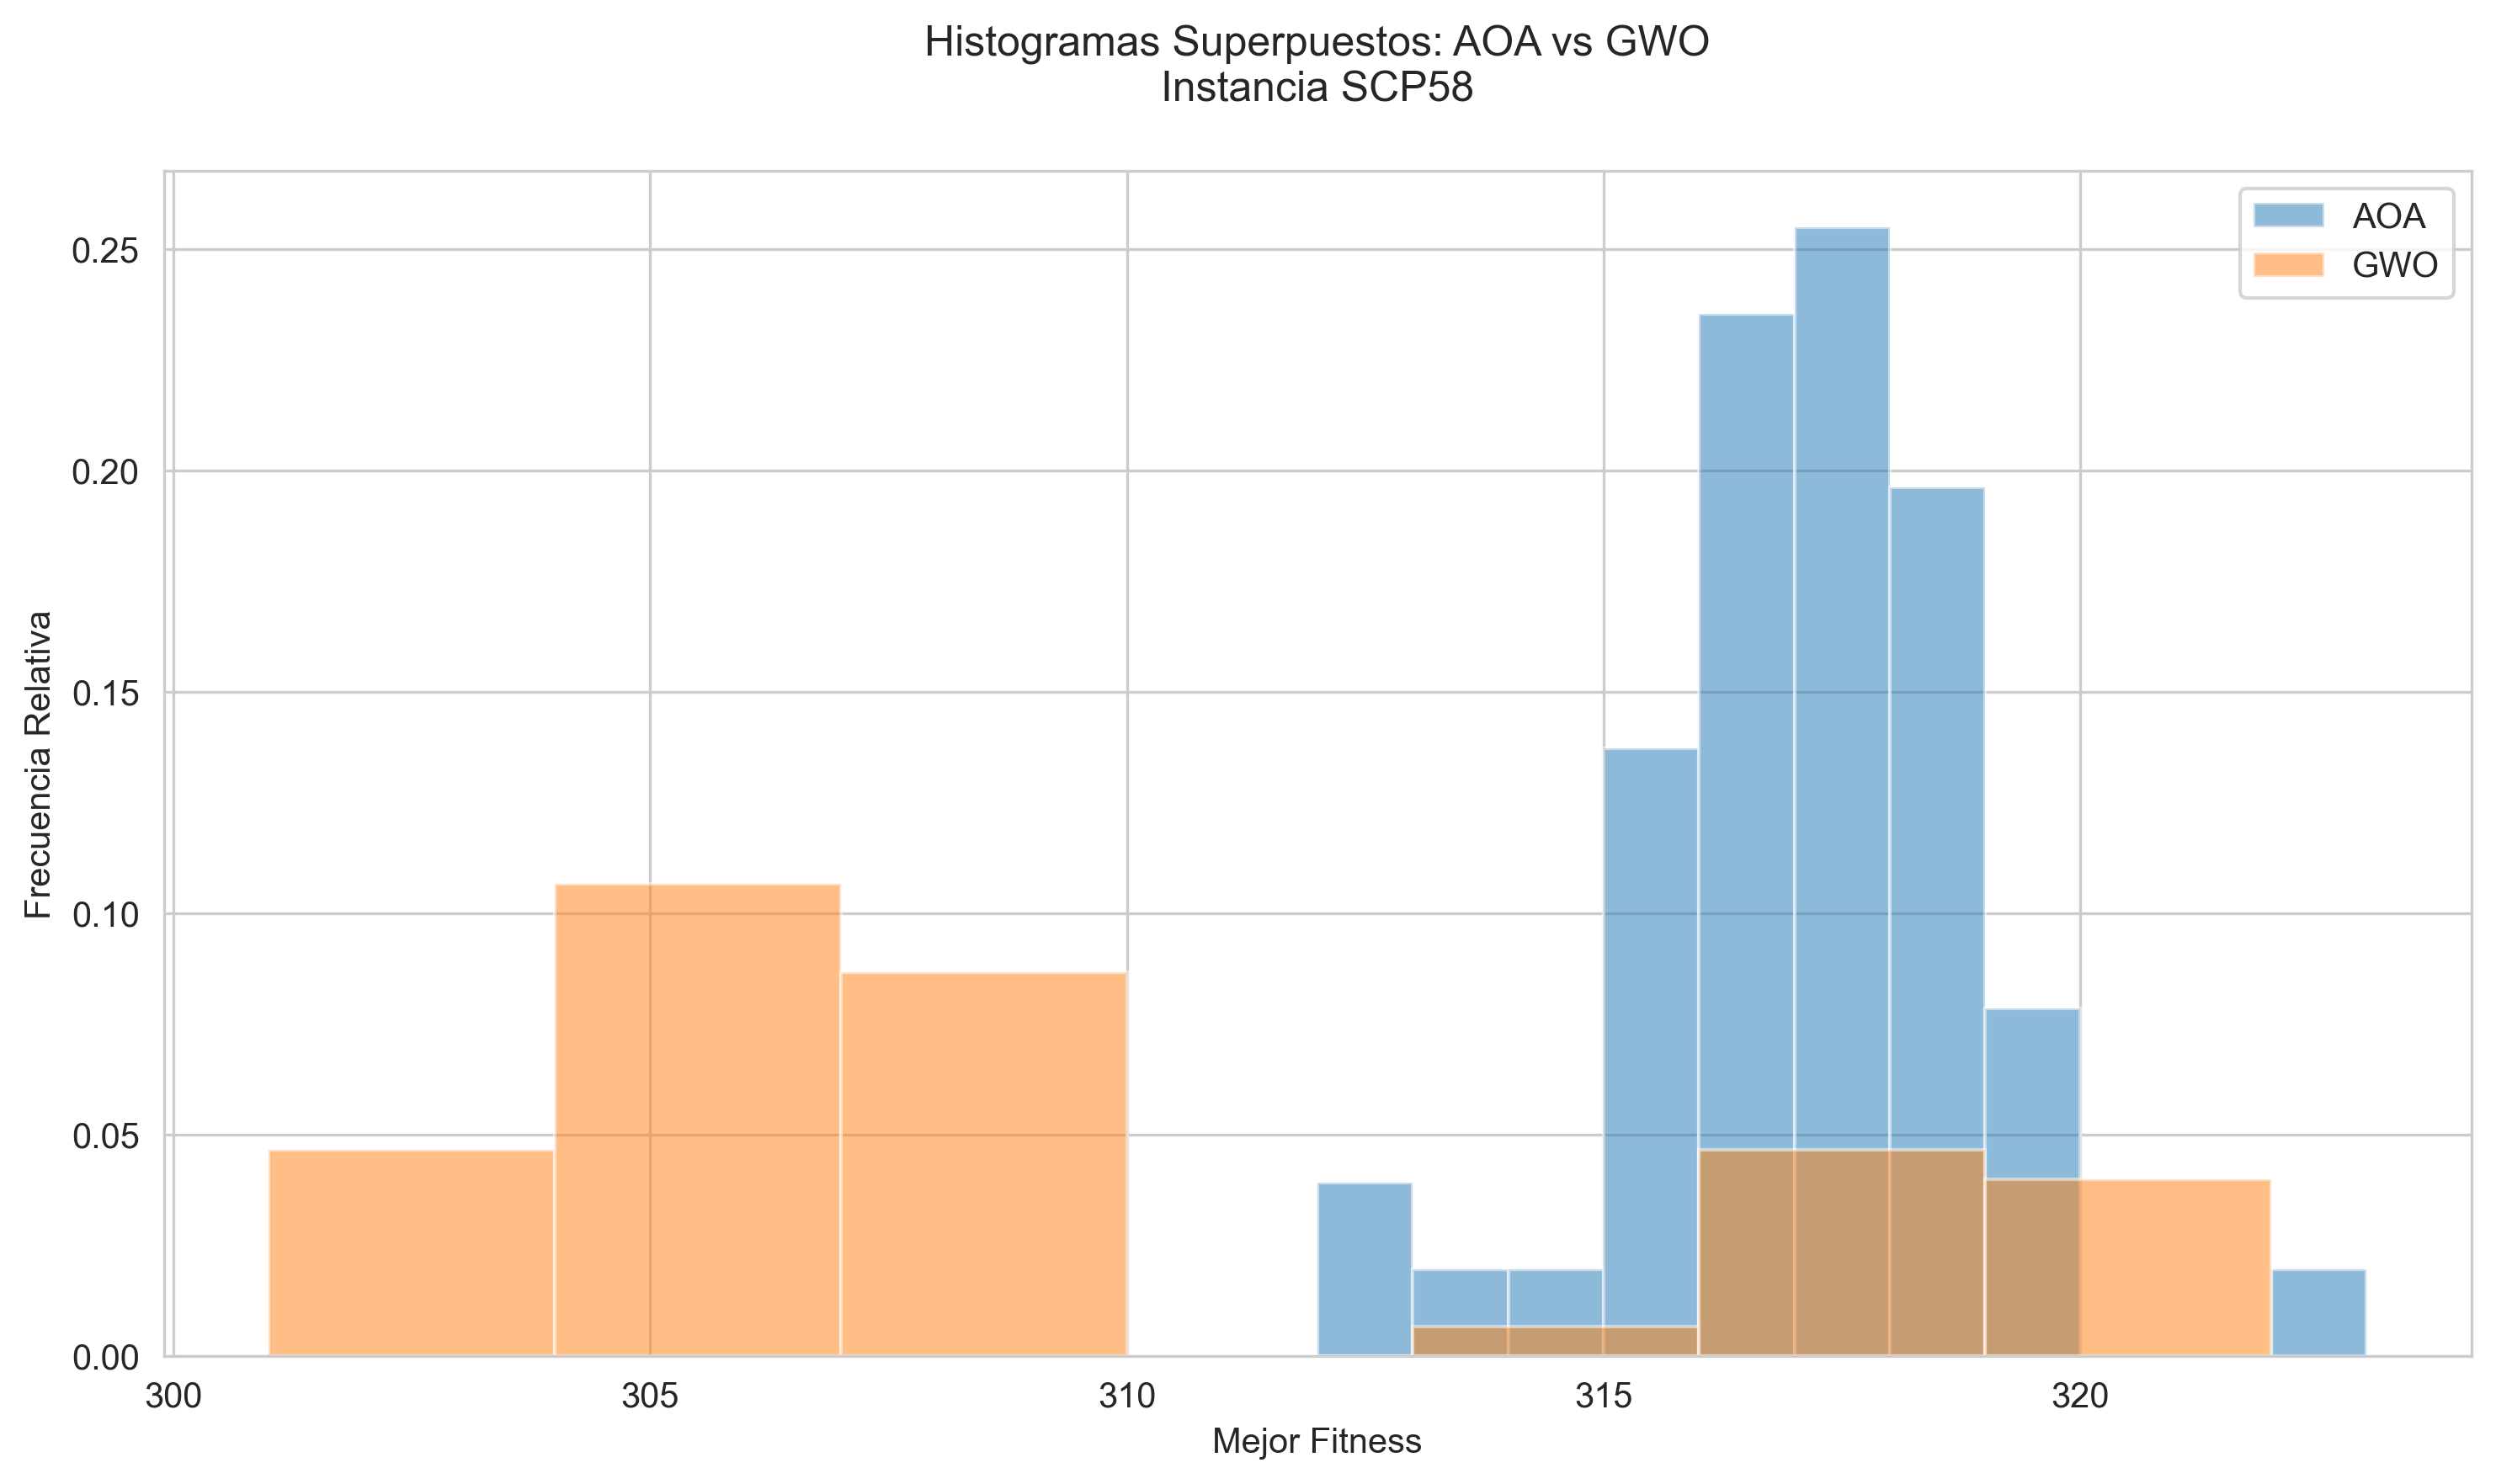 Histogramas Superpuestos: AOA vs GWO
Instancia SCP58
AOA
GWO
Frecuencia Relativa
0.25
0.20
0.15
0.10
0.05
0.00
300
305
310
315
320
Mejor Fitness